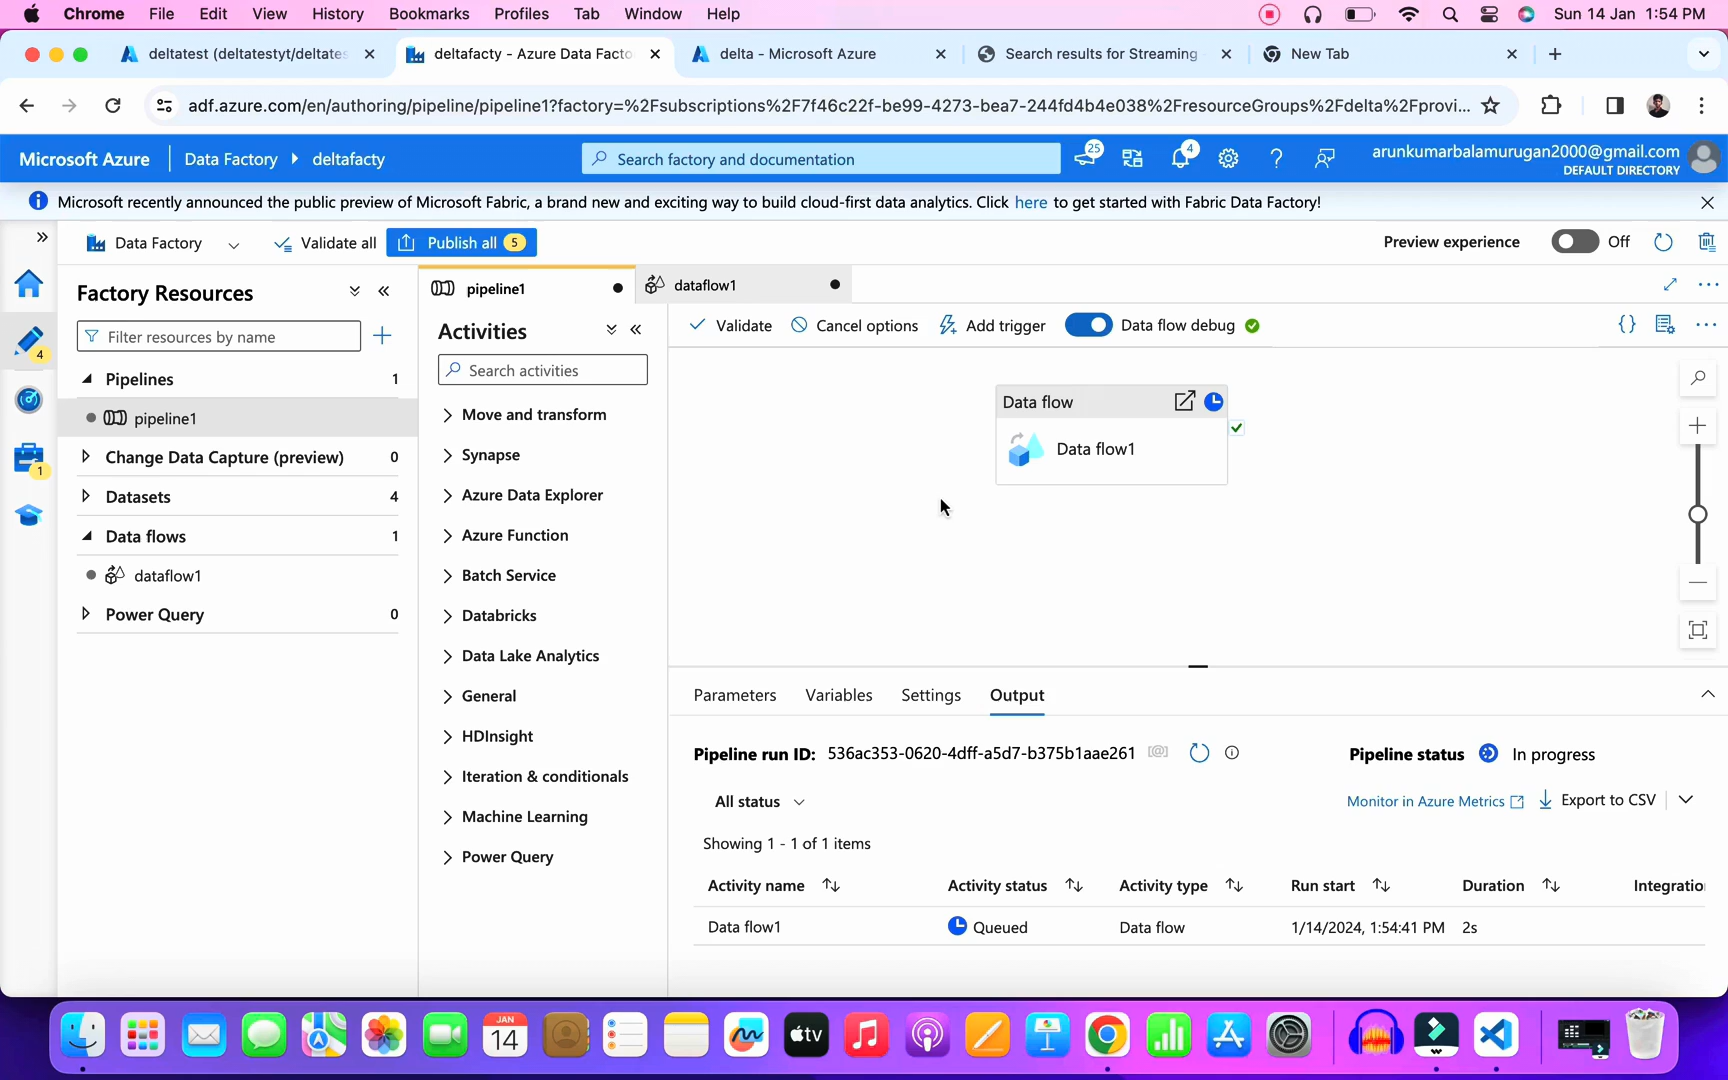 Chrome File Edit View History Bookmarks Profiles Tab Window Help Sun 14 Jan 1:54 PM
deltatest (deltatestyt/deltates deltafacty - Azure Data Facto delta - Microsoft Azure Search results for Streaming New Tab
adf.azure.com/en/authoring/pipeline/pipeline1?factory=%2Fsubscriptions%2F7f46c22f-be99-4273-bea7-244fd4b4e038%2FresourceGroups%2Fdelta%2Fprovi...
Microsoft Azure Data Factory deltafacty Search factory and documentation 25 4 arunkumarbalamurugan2000@gmail.com
DEFAULT DIRECTORY
Microsoft recently announced the public preview of Microsoft Fabric, a brand new and exciting way to build cloud-first data analytics. Click here to get started with Fabric Data Factory!
Data Factory Validate all Publish all 5 Preview experience Off
Factory Resources
Filter resources by name
4
Pipelines 1
pipeline1
Change Data Capture (preview) 0
1
Datasets 4
Data flows 1
dataflow1
Power Query 0
pipeline1 dataflow1
Activities
Search activities
Move and transform
Synapse
Azure Data Explorer
Azure Function
Batch Service
Databricks
Data Lake Analytics
General
HDInsight
Iteration & conditionals
Machine Learning
Power Query
Validate Cancel options Add trigger Data flow debug
Data flow
Data flow1
Parameters Variables Settings Output
Pipeline run ID: 536ac353-0620-4dff-a5d7-b375b1aae261 Pipeline status In progress
All status Monitor in Azure Metrics Export to CSV
Showing 1 - 1 of 1 items
Activity name Activity status Activity type Run start Duration Integratio
Data flow1 Queued Data flow 1/14/2024, 1:54:41 PM 2s
JAN
14
tv